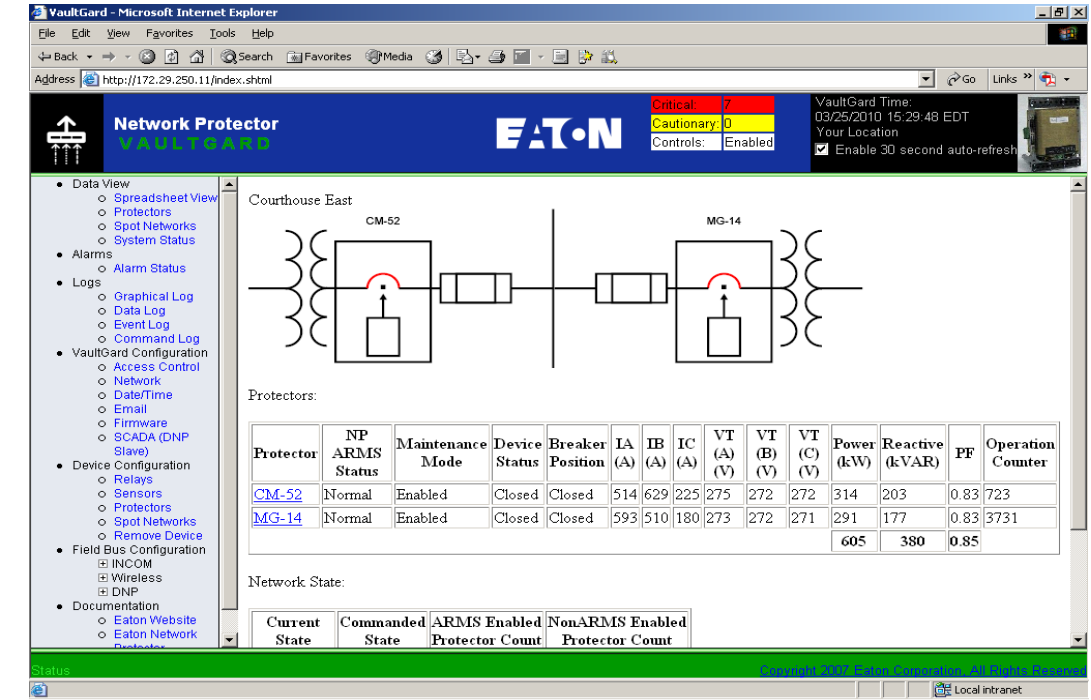 VaultGard - Microsoft Internet Explorer
File Edit View Favorites Tools Help
Back Search Favorites Media
Address http://172.29.250.11/index.shtml Go Links »
Network Protector
VAULTGARD
EATON
Critical: 7
Cautionary: 0
Controls: Enabled
VaultGard Time:
03/25/2010 15:29:48 EDT
Your Location
Enable 30 second auto-refresh
Data View
Spreadsheet View
Protectors
Spot Networks
System Status
Alarms
Alarm Status
Logs
Graphical Log
Data Log
Event Log
Command Log
VaultGard Configuration
Access Control
Network
Date/Time
Email
Firmware
SCADA (DNP
Slave)
Device Configuration
Relays
Sensors
Protectors
Spot Networks
Remove Device
Field Bus Configuration
INCOM
Wireless
DNP
Documentation
Eaton Website
Eaton Network
Protector
Courthouse East
CM-52 MG-14
Protectors:
Protector NP ARMS Status Maintenance Mode Device Status Breaker Position IA (A) IB (A) IC (A) VT (A) (V) VT (B) (V) VT (C) (V) Power (kW) Reactive (kVAR) PF Operation Counter
CM-52 Normal Enabled Closed Closed 514 629 225 275 272 272 314 203 0.83 723
MG-14 Normal Enabled Closed Closed 593 510 180 273 272 271 291 177 0.83 3731
605 380 0.85
Network State:
Current State Commanded State ARMS Enabled Protector Count NonARMS Enabled Protector Count
Status
Copyright 2007 Eaton Corporation. All Rights Reserved
Local intranet